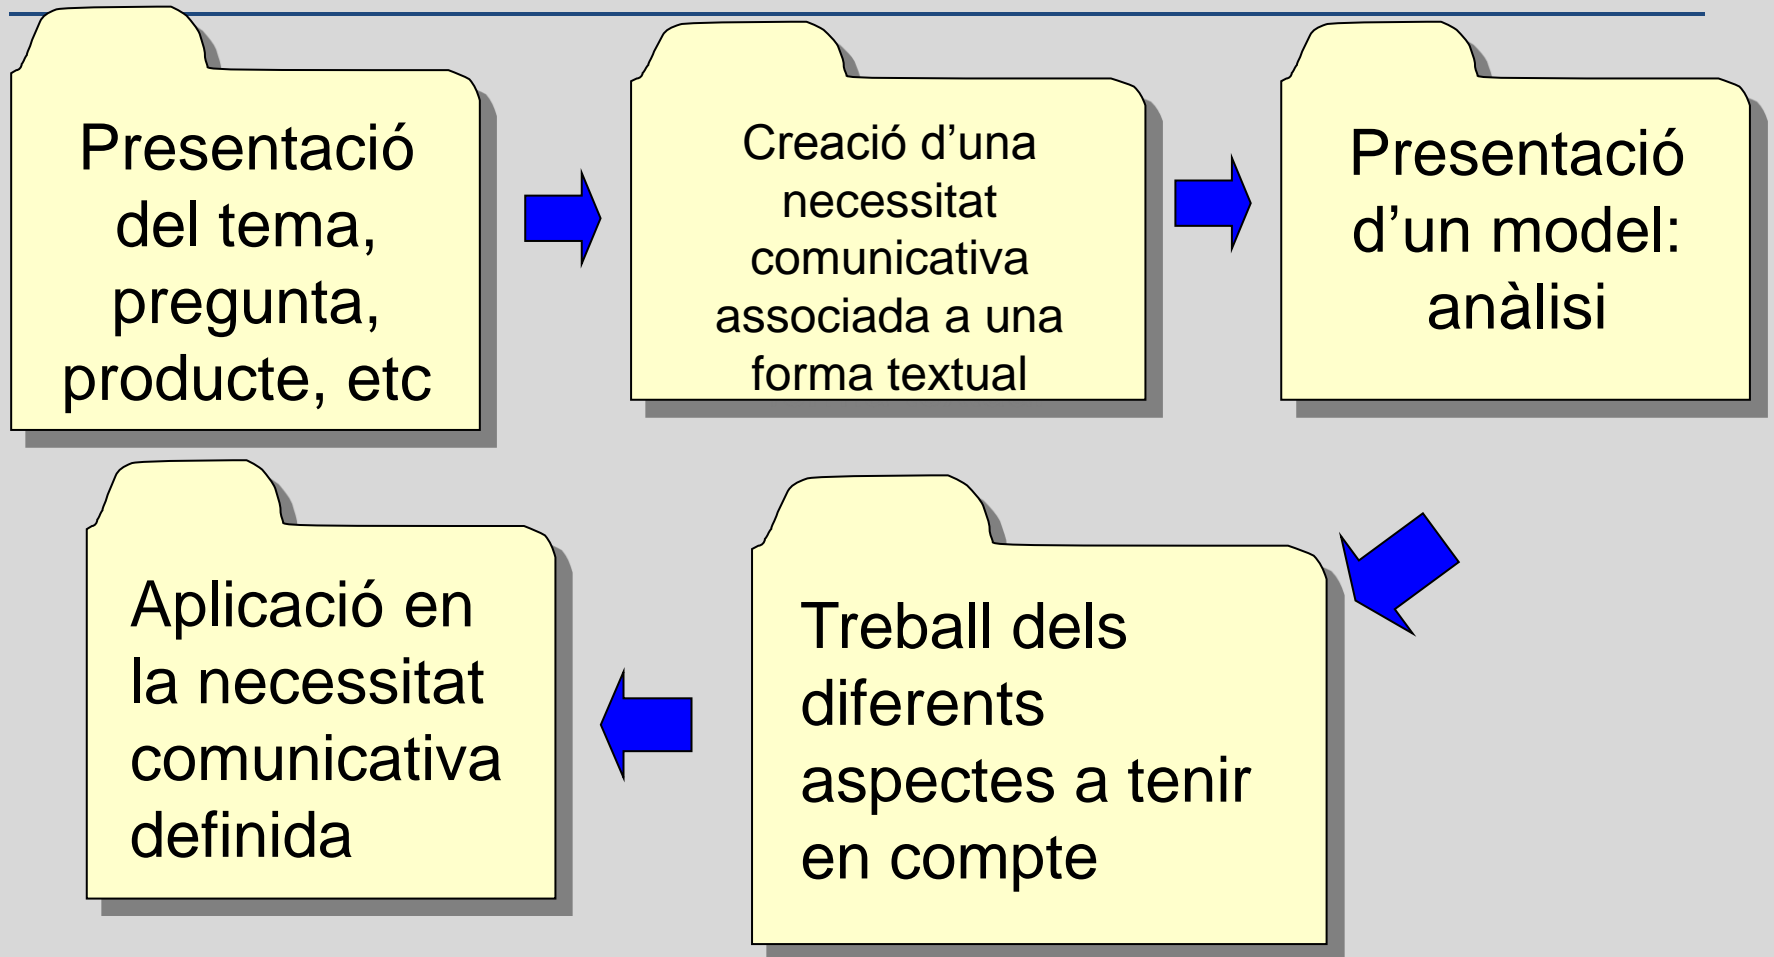 Presentació
del tema,
pregunta,
producte, etc
Creació d’una
necessitat
comunicativa
associada a una
forma textual
Presentació
d’un model:
anàlisi
Treball dels
diferents
aspectes a tenir
en compte
Aplicació en
la necessitat
comunicativa
definida